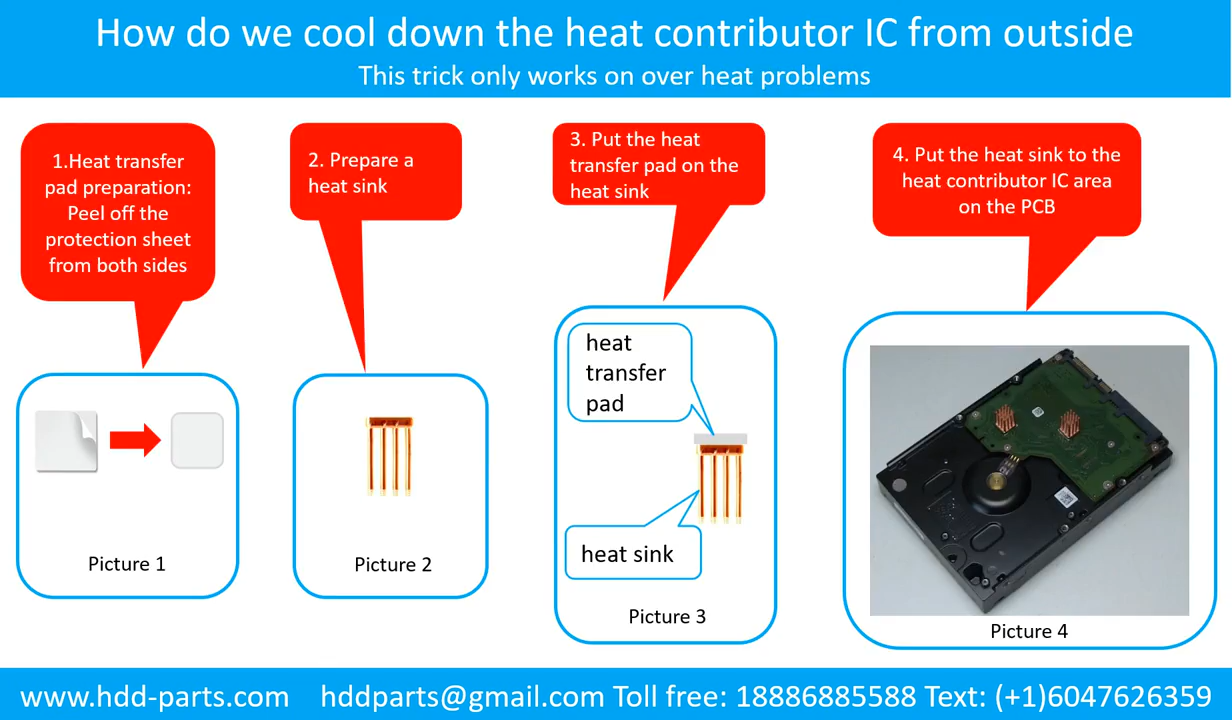 How do we cool down the heat contributor IC from outside
This trick only works on over heat problems
1.Heat transfer
pad preparation:
Peel off the
protection sheet
from both sides
2. Prepare a
heat sink
3. Put the heat
transfer pad on the
heat sink
4. Put the heat sink to the
heat contributor IC area
on the PCB
Picture 1
Picture 2
heat
transfer
pad
heat sink
Picture 3
Picture 4
www.hdd-parts.com hddparts@gmail.com Toll free: 18886885588 Text: (+1)6047626359